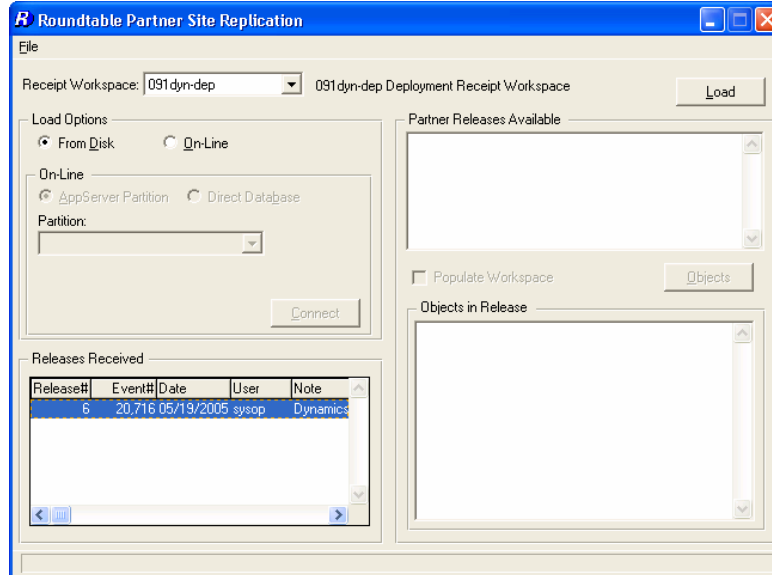 R Roundtable Partner Site Replication
File
Receipt Workspace: 091dyn-dep 091dyn-dep Deployment Receipt Workspace Load
Load Options
From Disk On-Line
On-Line
AppServer Partition Direct Database
Partition:
Connect
Releases Received
Release# Event# Date User Note
6 20,716 05/19/2005 sysop Dynamics
Partner Releases Available
Populate Workspace Objects
Objects in Release